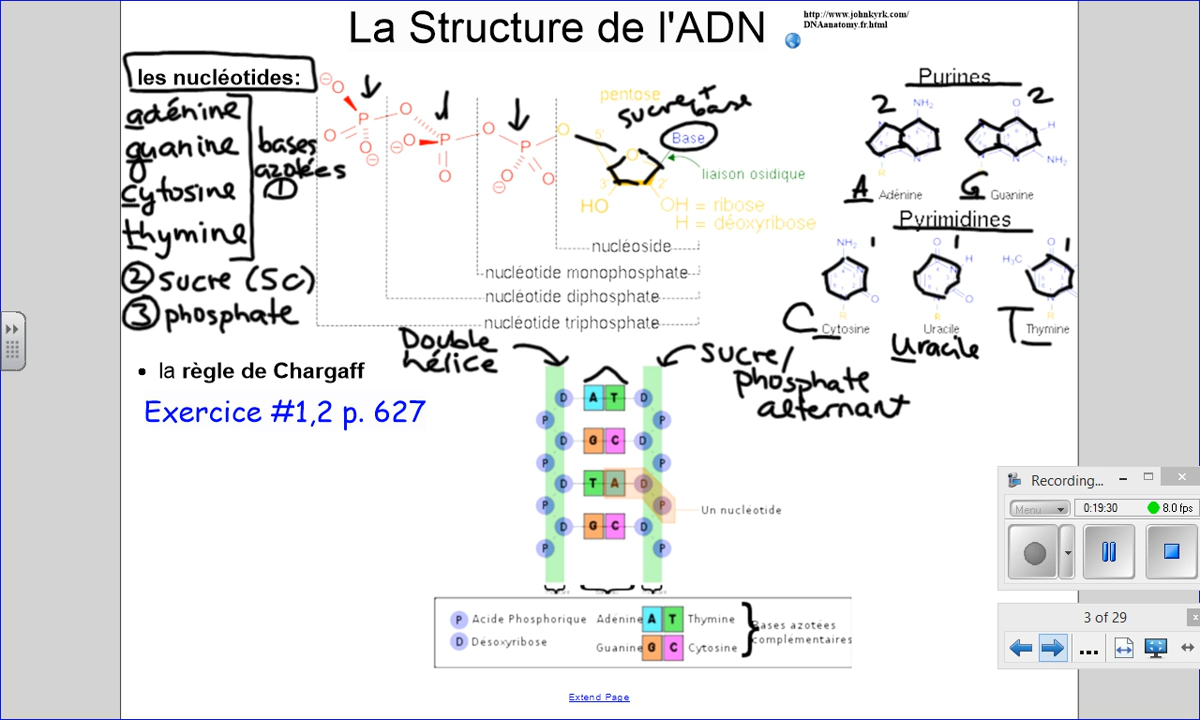 La Structure de l'ADN
http://www.johnkyrk.com/
DNAanatomy.fr.html
les nucléotides:
adénine
guanine
cytosine
thymine
bases
azotées
①
② sucre (5C)
③ phosphate
pentose
sucre +
base
Base
5'
3'
2'
liaison osidique
HO
OH = ribose
H = déoxyribose
nucléoside
nucléotide monophosphate
nucléotide diphosphate
nucléotide triphosphate
P
P
P
O
O
O
O
O
O
O
O
O
O
O
Purines
2
2
NH₂
O
H
NH₂
R
R
A Adénine
G Guanine
Pyrimidines
1
1
1
NH₂
O
H
H₃C
O
O
O
R
R
R
C Cytosine
Uracile
Uracile
T Thymine
Double
hélice
sucre/
phosphate
alternant
• la règle de Chargaff
Exercice #1,2 p. 627
D A T D
P P
D G C D
P P
D T A D
P P
Un nucléotide
D G C D
P P
P Acide Phosphorique
D Désoxyribose
Adénine A T Thymine
Guanine G C Cytosine
Bases azotées
complémentaires
Extend Page
Recording...
Menu
0:19:30
8.0 fps
3 of 29
...